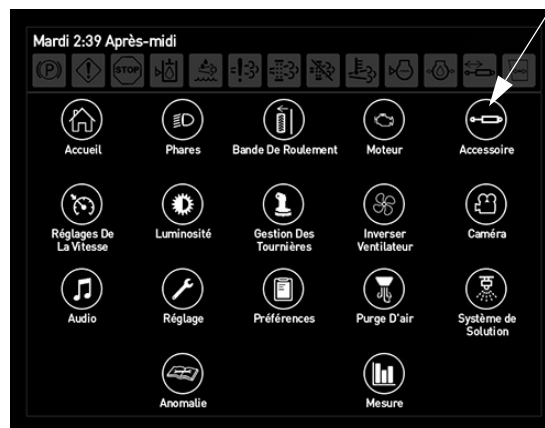 Mardi 2:39 Après-midi
(P) STOP
Accueil Phares Bande De Roulement Moteur Accessoire
Réglages De La Vitesse
Luminosité
Gestion Des Tournières
Inverser Ventilateur
Caméra
Audio Réglage Préférences Purge D'air Système de Solution
Anomalie Mesure